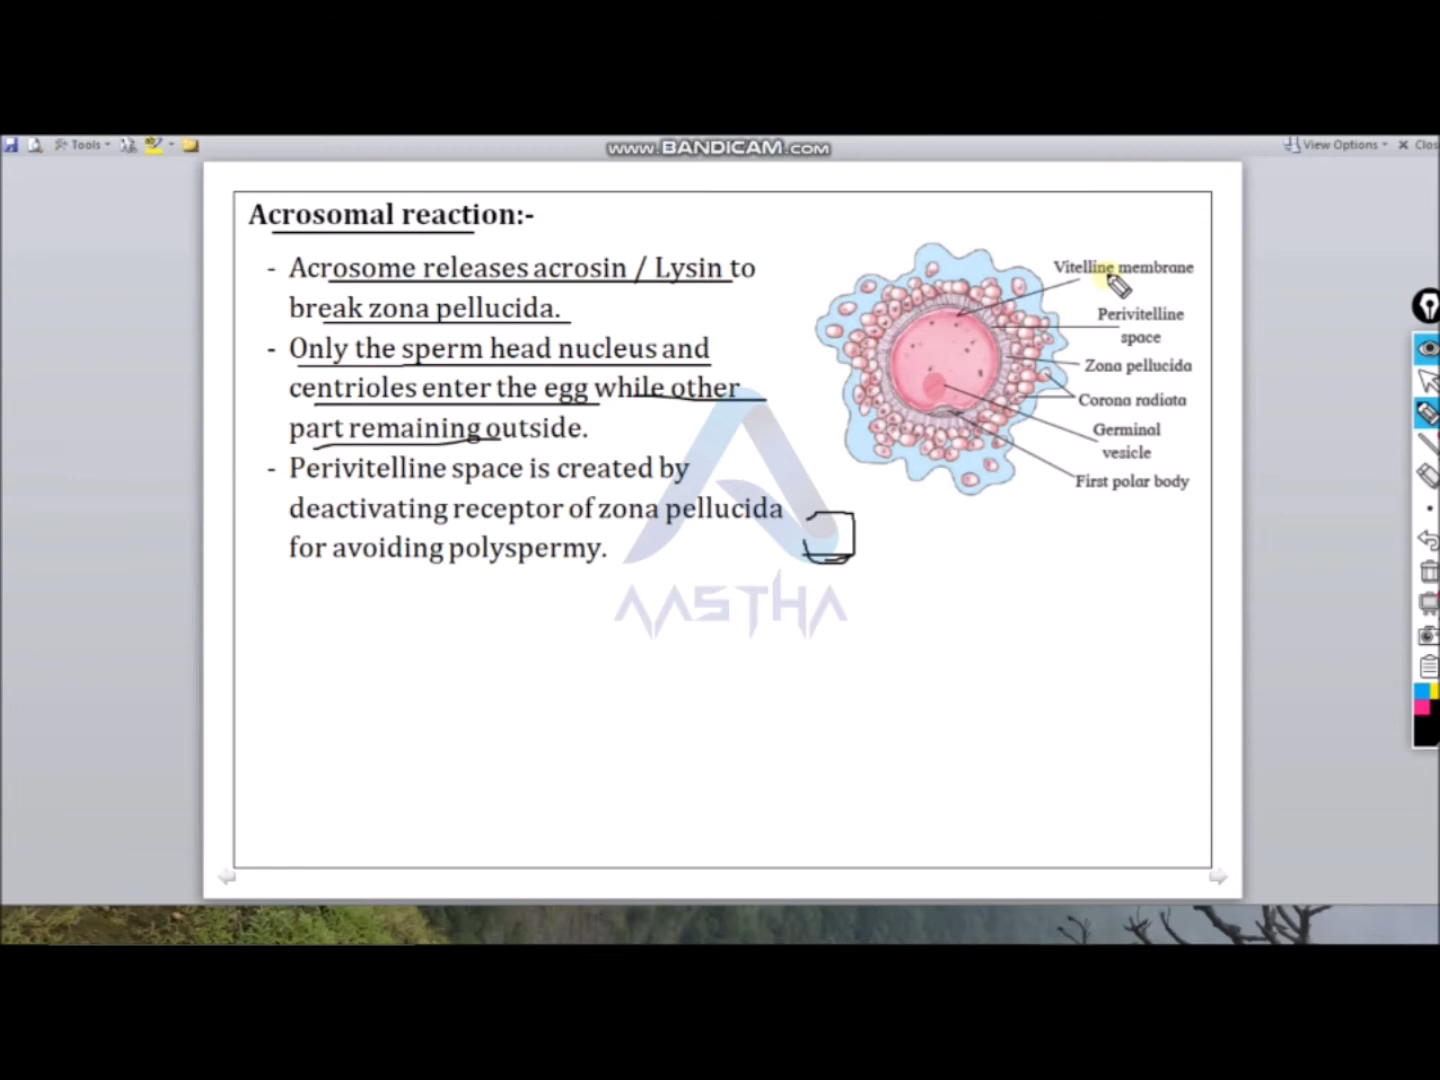 Tools
www.BANDICAM.com
View Options
Clos
Acrosomal reaction:-
- Acrosome releases acrosin / Lysin to
break zona pellucida.
- Only the sperm head nucleus and
centrioles enter the egg while other
part remaining outside.
- Perivitelline space is created by
deactivating receptor of zona pellucida
for avoiding polyspermy.
Vitelline membrane
Perivitelline
space
Zona pellucida
Corona radiata
Germinal
vesicle
First polar body
AASTHA